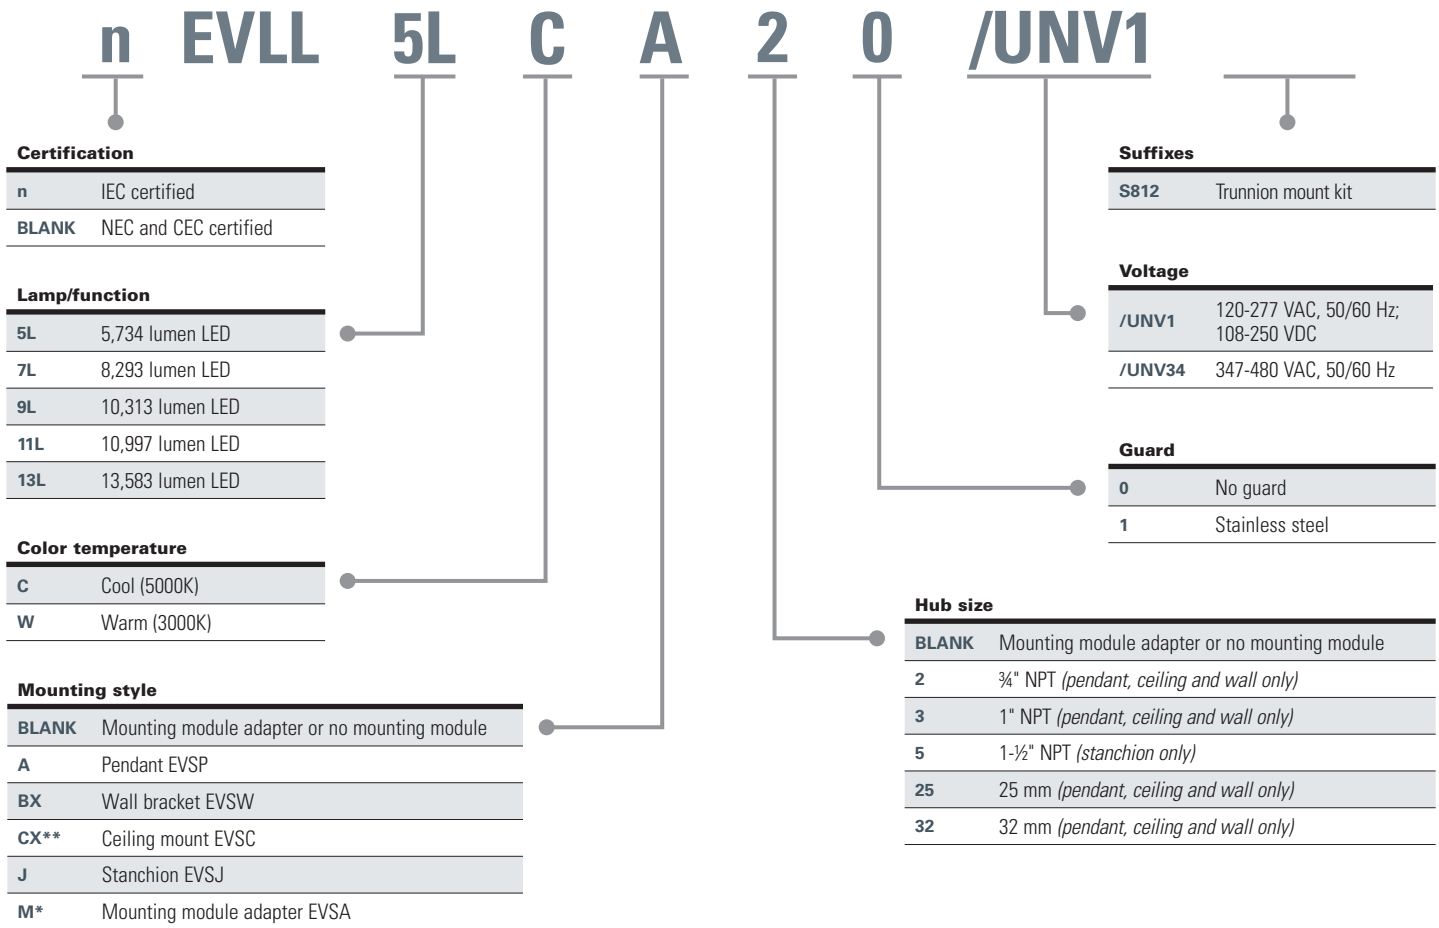 n EVLL 5L C A 2 0 /UNV1
Certification
n IEC certified
BLANK NEC and CEC certified
Lamp/function
5L 5,734 lumen LED
7L 8,293 lumen LED
9L 10,313 lumen LED
11L 10,997 lumen LED
13L 13,583 lumen LED
Color temperature
C Cool (5000K)
W Warm (3000K)
Mounting style
BLANK Mounting module adapter or no mounting module
A Pendant EVSP
BX Wall bracket EVSW
CX** Ceiling mount EVSC
J Stanchion EVSJ
M* Mounting module adapter EVSA
Suffixes
S812 Trunnion mount kit
Voltage
/UNV1 120-277 VAC, 50/60 Hz;
108-250 VDC
/UNV34 347-480 VAC, 50/60 Hz
Guard
0 No guard
1 Stainless steel
Hub size
BLANK Mounting module adapter or no mounting module
2 ¾" NPT (pendant, ceiling and wall only)
3 1" NPT (pendant, ceiling and wall only)
5 1-½" NPT (stanchion only)
25 25 mm (pendant, ceiling and wall only)
32 32 mm (pendant, ceiling and wall only)